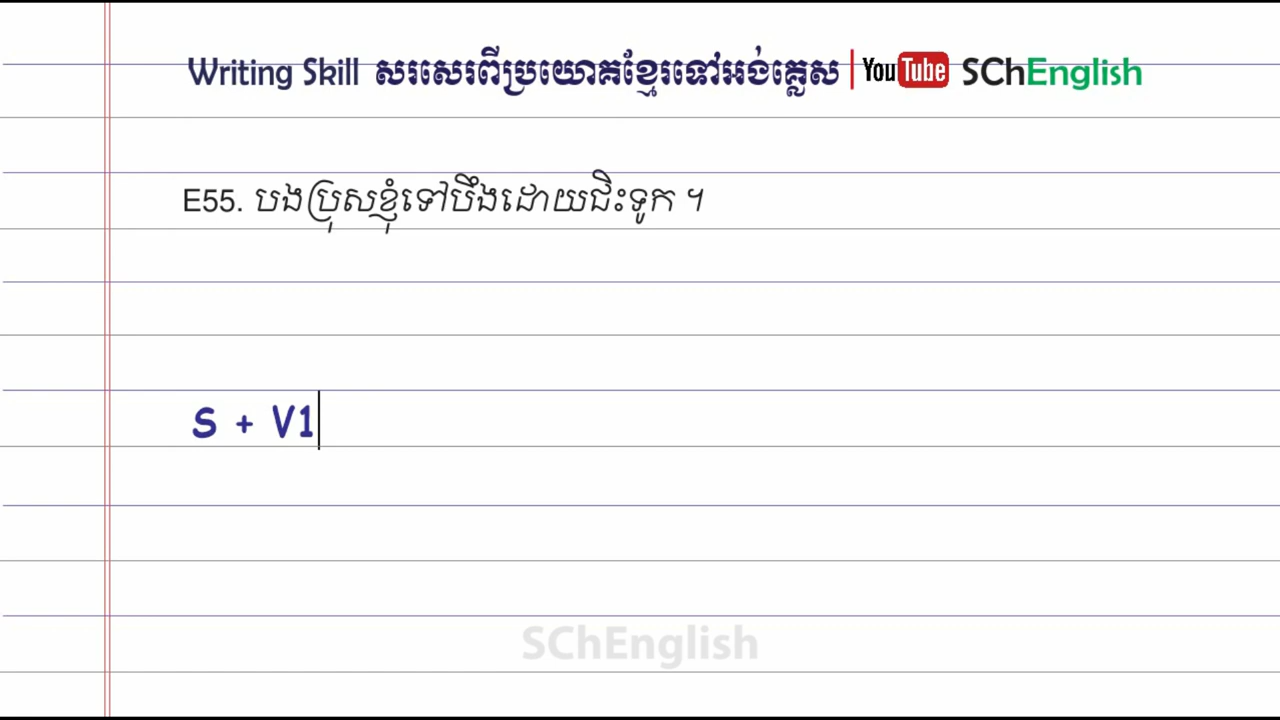 Writing Skill សរសេរពីប្រយោគខ្មែរទៅអង់គ្លេស | YouTube SChEnglish
E55. បងប្រុសខ្ញុំទៅបឹងដោយជិះទូក ។
S + V1
SChEnglish